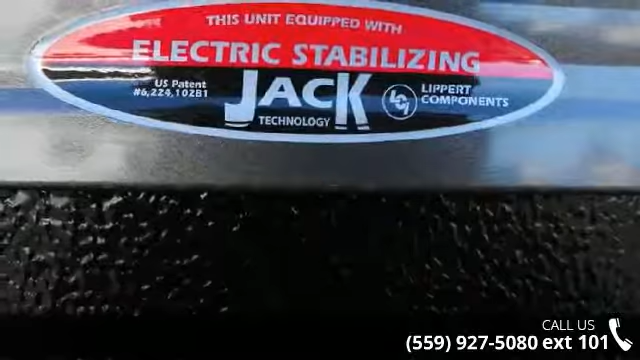 THIS UNIT EQUIPPED WITH
ELECTRIC STABILIZING
US Patent
#6,224,102B1
JACK
TECHNOLOGY
LCI
LIPPERT
COMPONENTS
CALL US
(559) 927-5080 ext 101